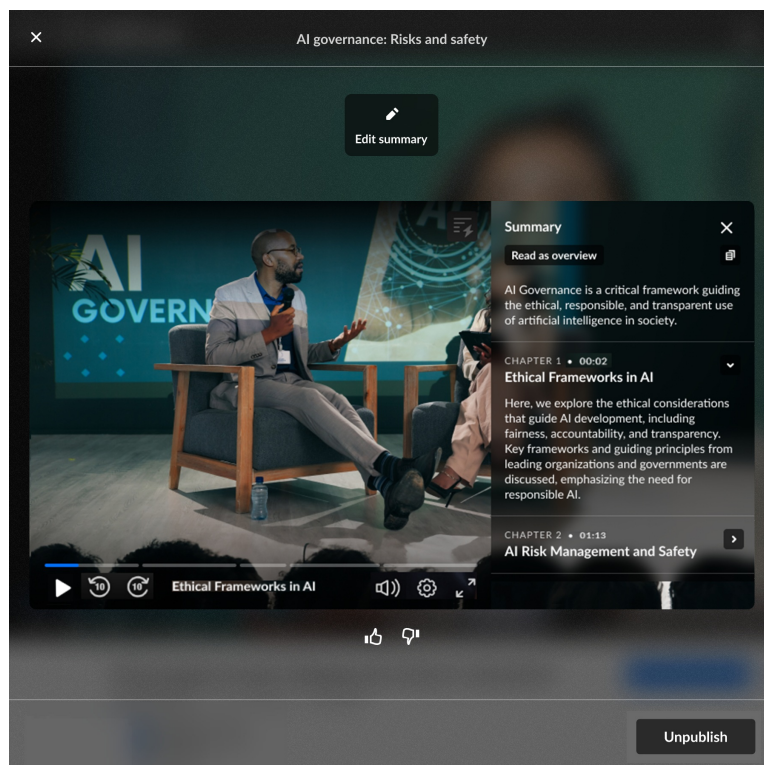 AI governance: Risks and safety
Edit summary
AI
GOVERN
AI
Summary
Read as overview
AI Governance is a critical framework guiding
the ethical, responsible, and transparent use
of artificial intelligence in society.
CHAPTER 1 • 00:02
Ethical Frameworks in AI
Here, we explore the ethical considerations
that guide AI development, including
fairness, accountability, and transparency.
Key frameworks and guiding principles from
leading organizations and governments are
discussed, emphasizing the need for
responsible AI.
CHAPTER 2 • 01:13
AI Risk Management and Safety
10
10
Ethical Frameworks in AI
Unpublish